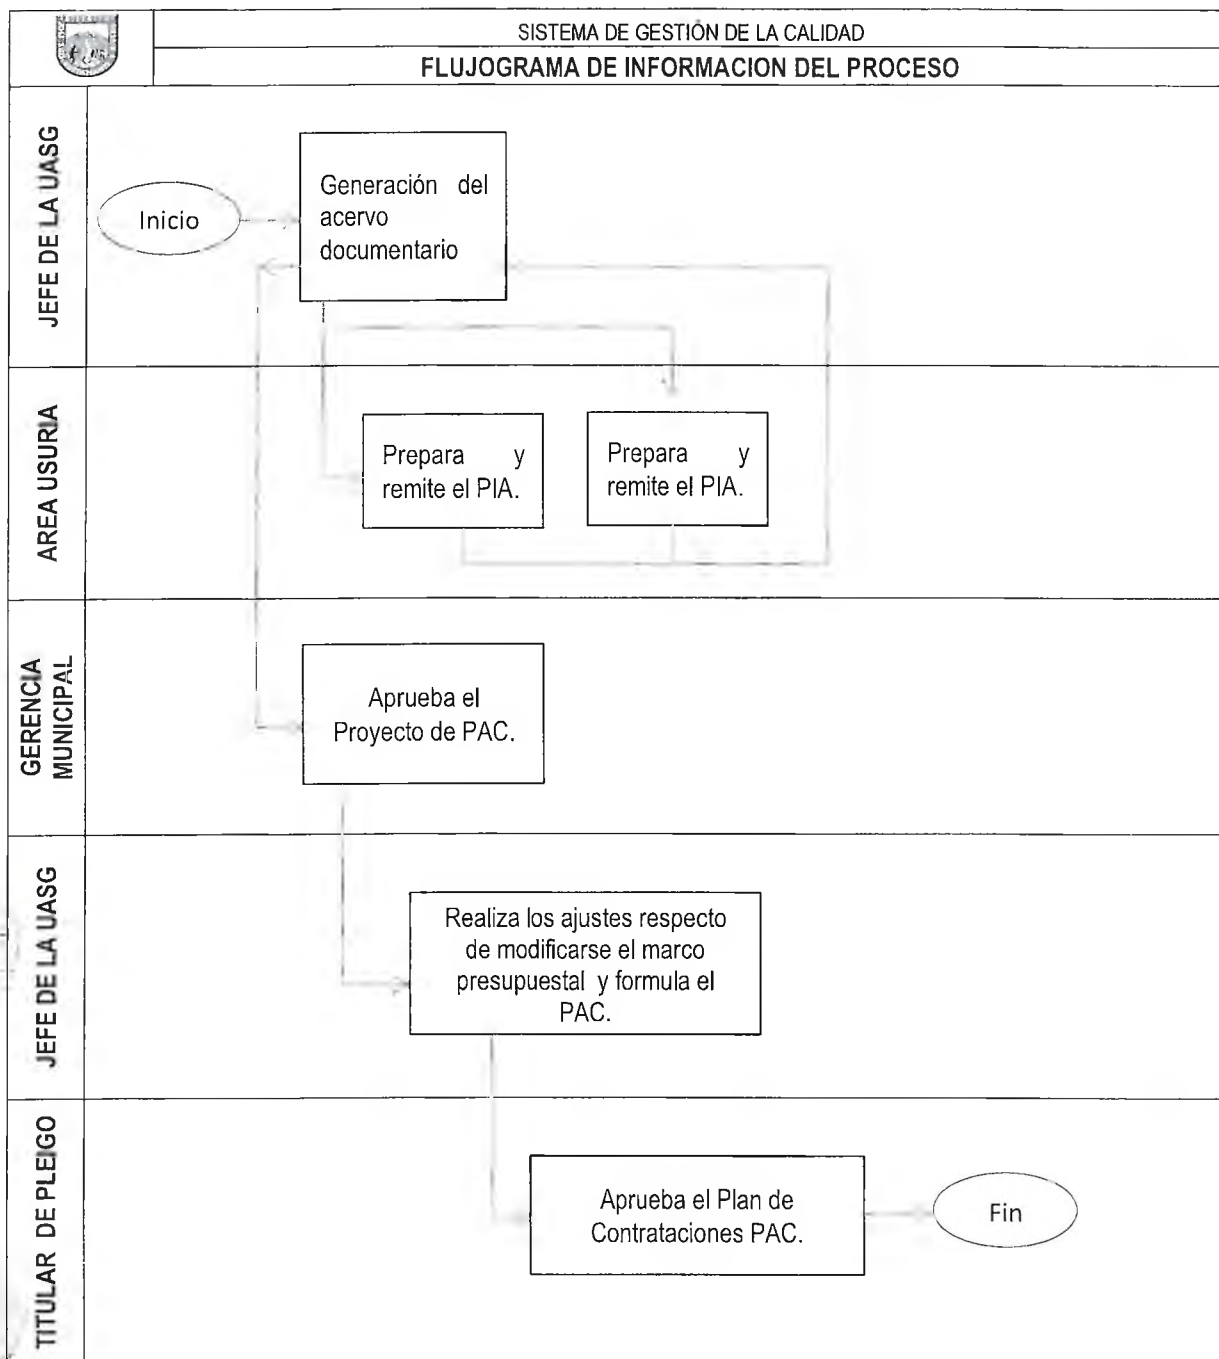 SISTEMA DE GESTIÓN DE LA CALIDAD
FLUJOGRAMA DE INFORMACION DEL PROCESO
JEFE DE LA UASG
Inicio
Generación del
acervo
documentario
AREA USURIA
Prepara y
remite el PIA.
Prepara y
remite el PIA.
GERENCIA
MUNICIPAL
Aprueba el
Proyecto de PAC.
JEFE DE LA UASG
Realiza los ajustes respecto
de modificarse el marco
presupuestal y formula el
PAC.
TITULAR DE PLEIGO
Aprueba el Plan de
Contrataciones PAC.
Fin